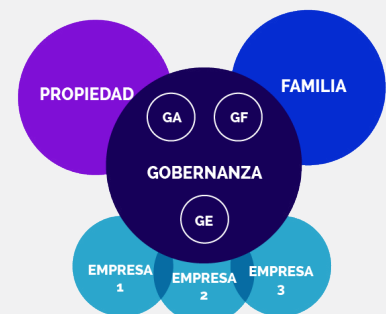 PROPIEDAD
FAMILIA
GA
GF
GOBERNANZA
GE
EMPRESA
1
EMPRESA
2
EMPRESA
3